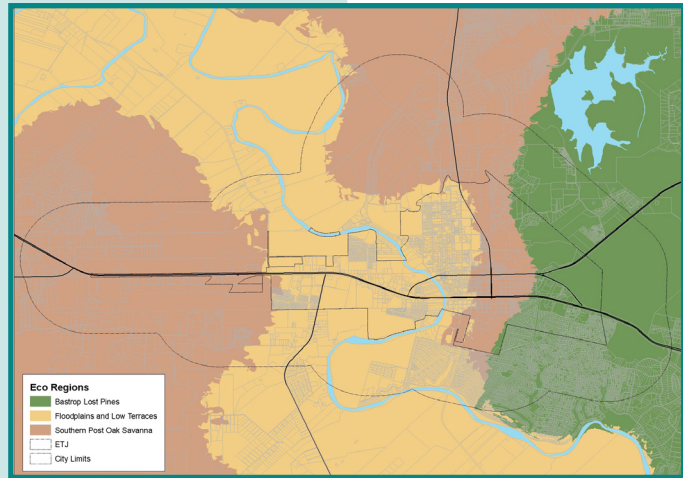 Eco Regions
Bastrop Lost Pines
Floodplains and Low Terraces
Southern Post Oak Savanna
ETJ
City Limits